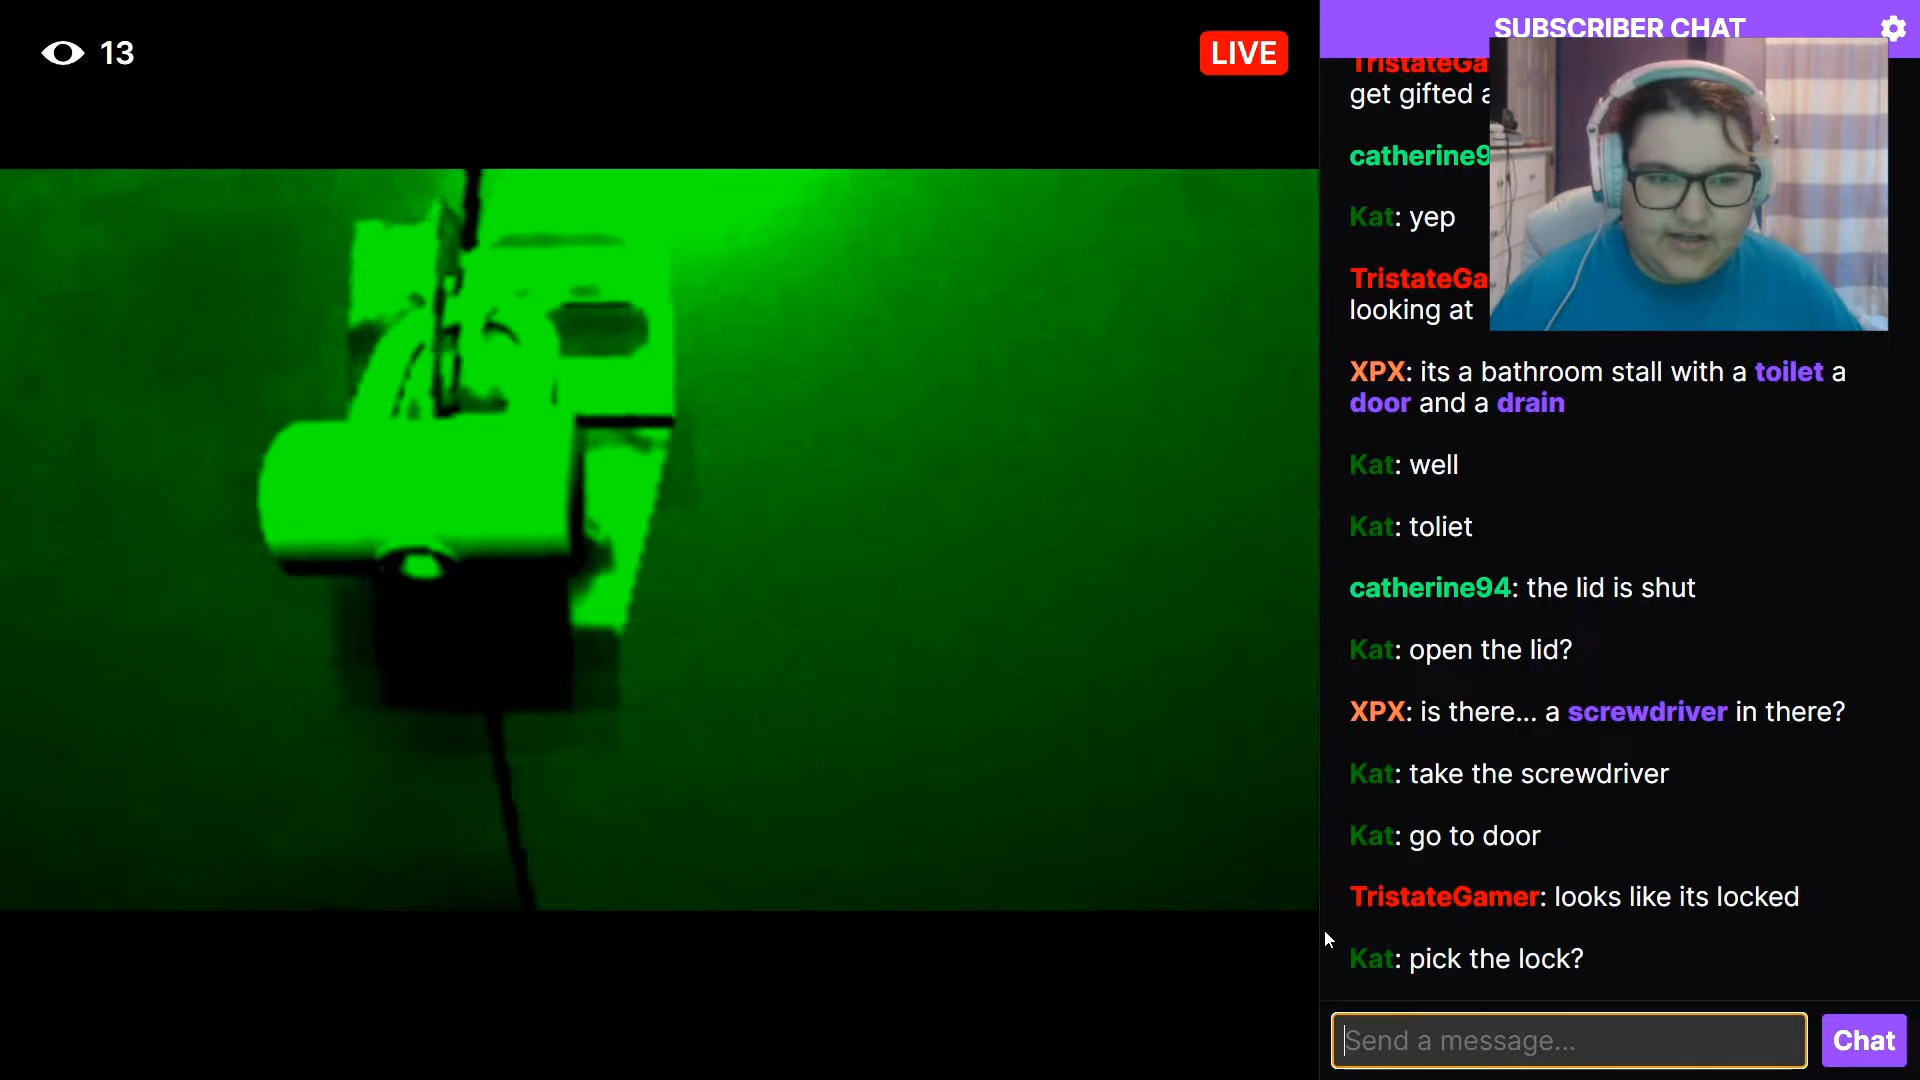 13
LIVE
SUBSCRIBER CHAT
get gifted
Kat: yep
looking at
XPX: its a bathroom stall with a toilet a
door and a drain
Kat: well
Kat: toliet
catherine94: the lid is shut
Kat: open the lid?
XPX: is there... a screwdriver in there?
Kat: take the screwdriver
Kat: go to door
TristateGamer: looks like its locked
Kat: pick the lock?
Send a message...
Chat